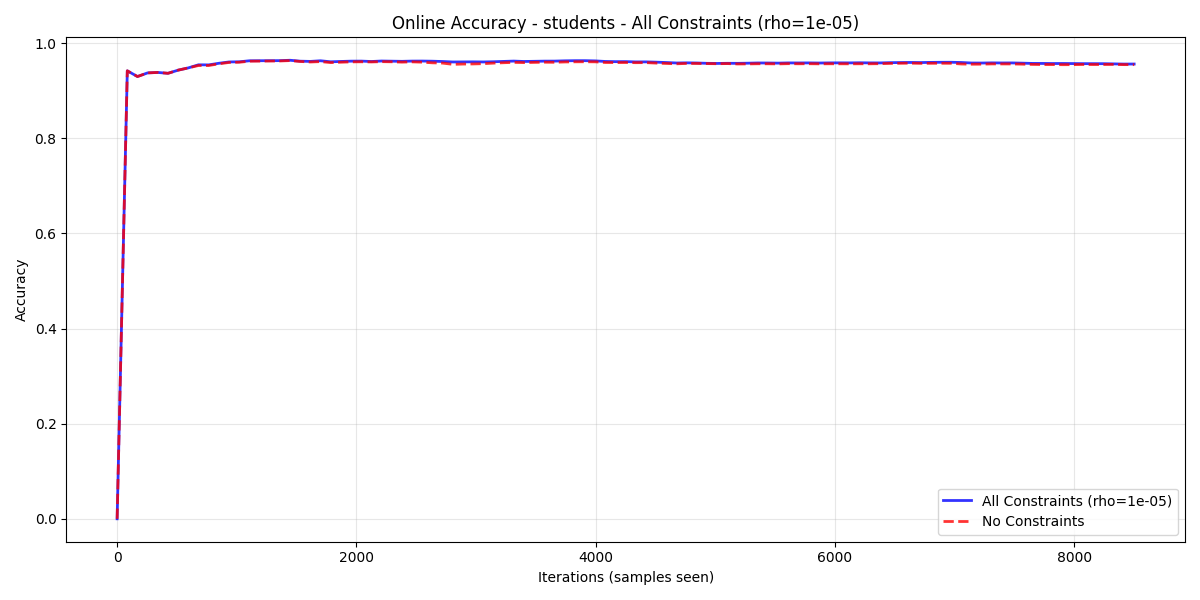 Online Accuracy - students - All Constraints (rho=1e-05)
1.0
0.8
0.6
0.4
0.2
0.0
Accuracy
0 2000 4000 6000 8000
Iterations (samples seen)
All Constraints (rho=1e-05)
No Constraints